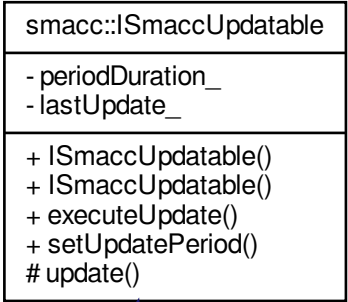 smacc::ISmaccUpdatable
- periodDuration_
- lastUpdate_
+ ISmaccUpdatable()
+ ISmaccUpdatable()
+ executeUpdate()
+ setUpdatePeriod()
# update()